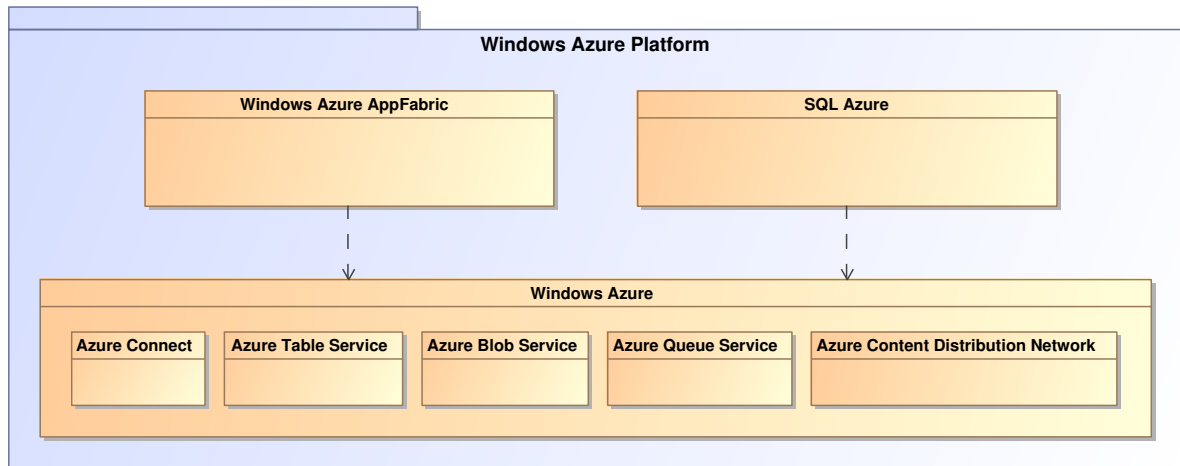 Windows Azure Platform
Windows Azure AppFabric
SQL Azure
Windows Azure
Azure Connect
Azure Table Service
Azure Blob Service
Azure Queue Service
Azure Content Distribution Network